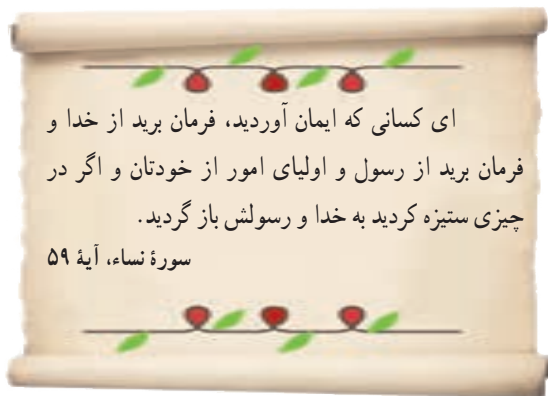 ای کسانی که ایمان آوردید، فرمان برید از خدا و
فرمان برید از رسول و اولیای امور از خودتان و اگر در
چیزی ستیزه کردید به خدا و رسولش باز گردید.
سورهٔ نساء، آیهٔ ۵۹